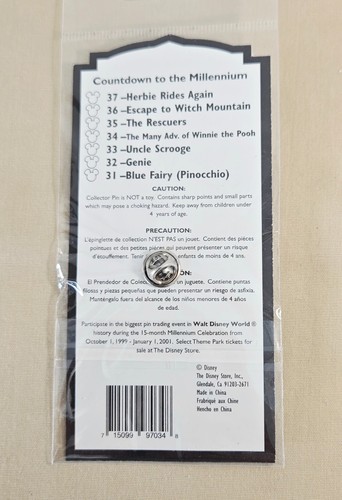 Countdown to the Millennium
37 –Herbie Rides Again
36 –Escape to Witch Mountain
35 –The Rescuers
34 –The Many Adv. of Winnie the Pooh
33 –Uncle Scrooge
32 –Genie
31 –Blue Fairy (Pinocchio)
CAUTION:
Collector Pin is NOT a toy. Contains sharp points and small parts
which may pose a choking hazard. Keep away from children under
4 years of age.
PRECAUTION:
L'épinglette de collection N'EST PAS un jouet. Contient des pièces
pointues et des petites pièces qui peuvent présenter un risque
d'étouffement. Tenir enfants de moins de 4 ans.
ON:
El Prendedor de Colecc un juguete. Contiene puntas
filosas y piezas pequeñas que pueden presentar un riesgo de asfixia.
Manténgalo fuera del alcance de los niños menores de 4 años
de edad.
Participate in the biggest pin trading event in Walt Disney World ®
history during the 15-month Millennium Celebration from
October 1, 1999 - January 1, 2001. Select Theme Park tickets for
sale at The Disney Store.
© Disney
The Disney Store, Inc.,
Glendale, Ca 91203-2671
Made in China
Frabriqué aux Chine
Hencho en China
7 15099 97034 8